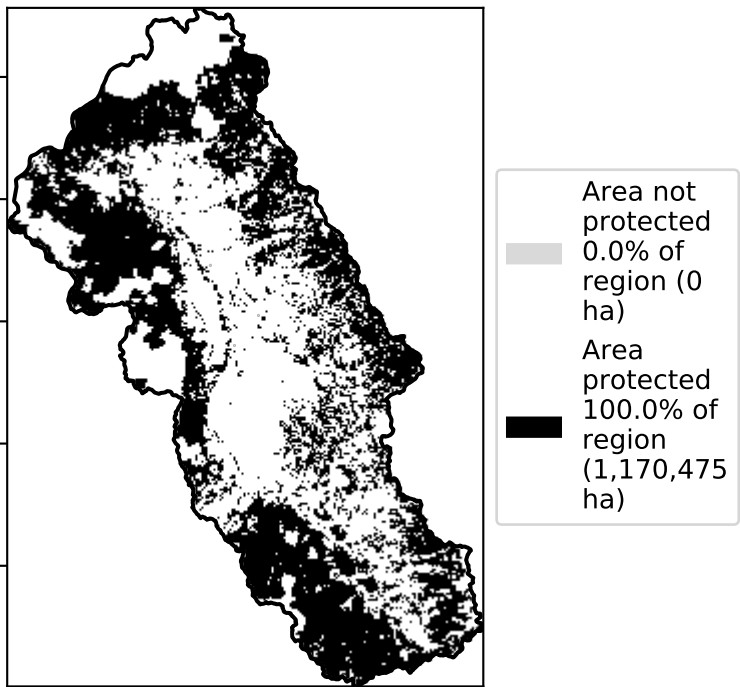 Area not
protected
0.0% of
region (0
ha)
Area
protected
100.0% of
region
(1,170,475
ha)